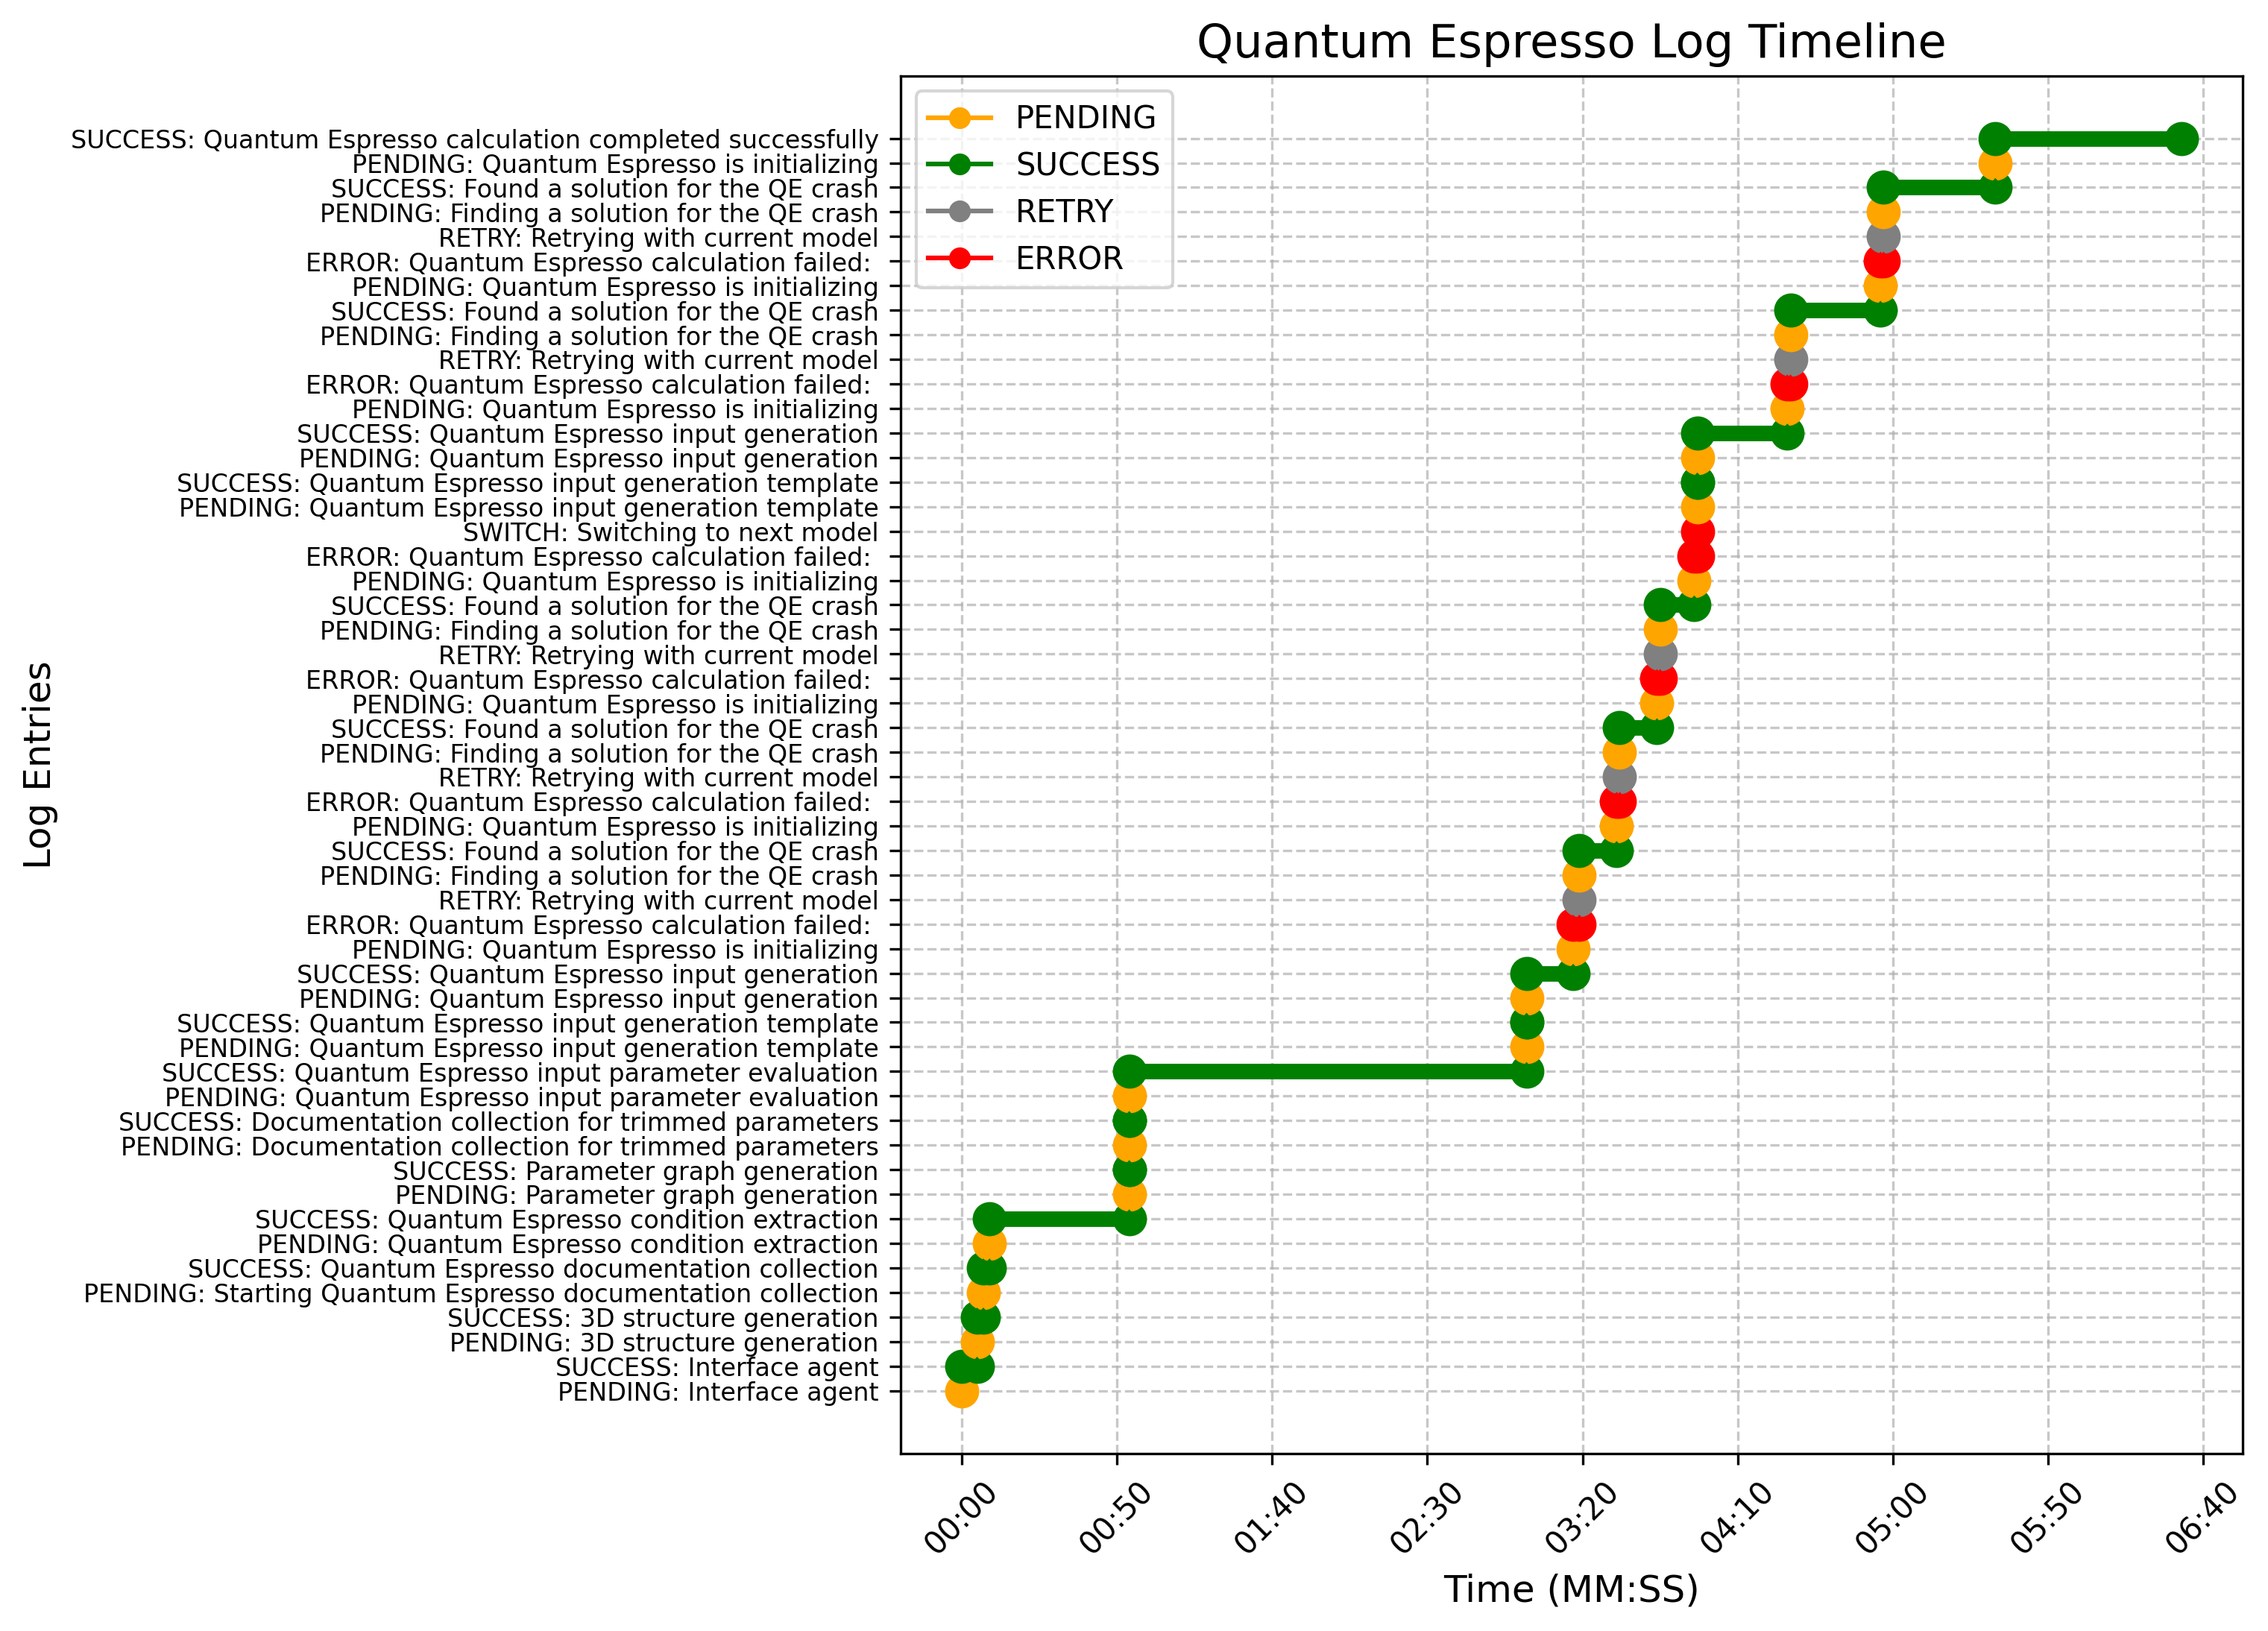 Quantum Espresso Log Timeline
PENDING
SUCCESS
RETRY
ERROR
Log Entries
SUCCESS: Quantum Espresso calculation completed successfully
PENDING: Quantum Espresso is initializing
SUCCESS: Found a solution for the QE crash
PENDING: Finding a solution for the QE crash
RETRY: Retrying with current model
ERROR: Quantum Espresso calculation failed:
PENDING: Quantum Espresso is initializing
SUCCESS: Found a solution for the QE crash
PENDING: Finding a solution for the QE crash
RETRY: Retrying with current model
ERROR: Quantum Espresso calculation failed:
PENDING: Quantum Espresso is initializing
SUCCESS: Quantum Espresso input generation
PENDING: Quantum Espresso input generation
SUCCESS: Quantum Espresso input generation template
PENDING: Quantum Espresso input generation template
SWITCH: Switching to next model
ERROR: Quantum Espresso calculation failed:
PENDING: Quantum Espresso is initializing
SUCCESS: Found a solution for the QE crash
PENDING: Finding a solution for the QE crash
RETRY: Retrying with current model
ERROR: Quantum Espresso calculation failed:
PENDING: Quantum Espresso is initializing
SUCCESS: Found a solution for the QE crash
PENDING: Finding a solution for the QE crash
RETRY: Retrying with current model
ERROR: Quantum Espresso calculation failed:
PENDING: Quantum Espresso is initializing
SUCCESS: Found a solution for the QE crash
PENDING: Finding a solution for the QE crash
RETRY: Retrying with current model
ERROR: Quantum Espresso calculation failed:
PENDING: Quantum Espresso is initializing
SUCCESS: Quantum Espresso input generation
PENDING: Quantum Espresso input generation
SUCCESS: Quantum Espresso input generation template
PENDING: Quantum Espresso input generation template
SUCCESS: Quantum Espresso input parameter evaluation
PENDING: Quantum Espresso input parameter evaluation
SUCCESS: Documentation collection for trimmed parameters
PENDING: Documentation collection for trimmed parameters
SUCCESS: Parameter graph generation
PENDING: Parameter graph generation
SUCCESS: Quantum Espresso condition extraction
PENDING: Quantum Espresso condition extraction
SUCCESS: Quantum Espresso documentation collection
PENDING: Starting Quantum Espresso documentation collection
SUCCESS: 3D structure generation
PENDING: 3D structure generation
SUCCESS: Interface agent
PENDING: Interface agent
00:00
00:50
01:40
02:30
03:20
04:10
05:00
05:50
06:40
Time (MM:SS)